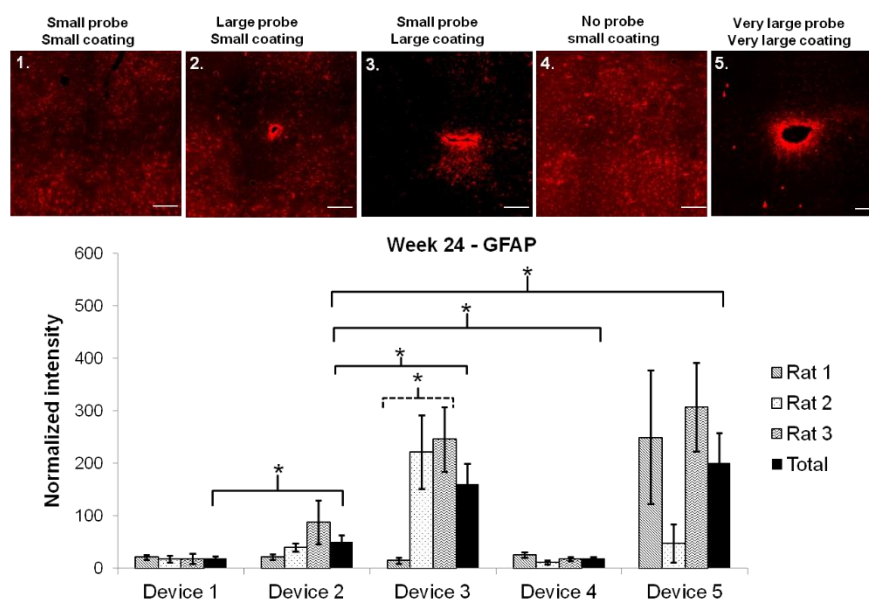 Small probe
Small coating
Large probe
Small coating
Small probe
Large coating
No probe
small coating
Very large probe
Very large coating
1.
2.
3.
4.
5.
Week 24 - GFAP
Normalized intensity
600
500
400
300
200
100
0
*
*
*
*
*
Rat 1
Rat 2
Rat 3
Total
Device 1
Device 2
Device 3
Device 4
Device 5